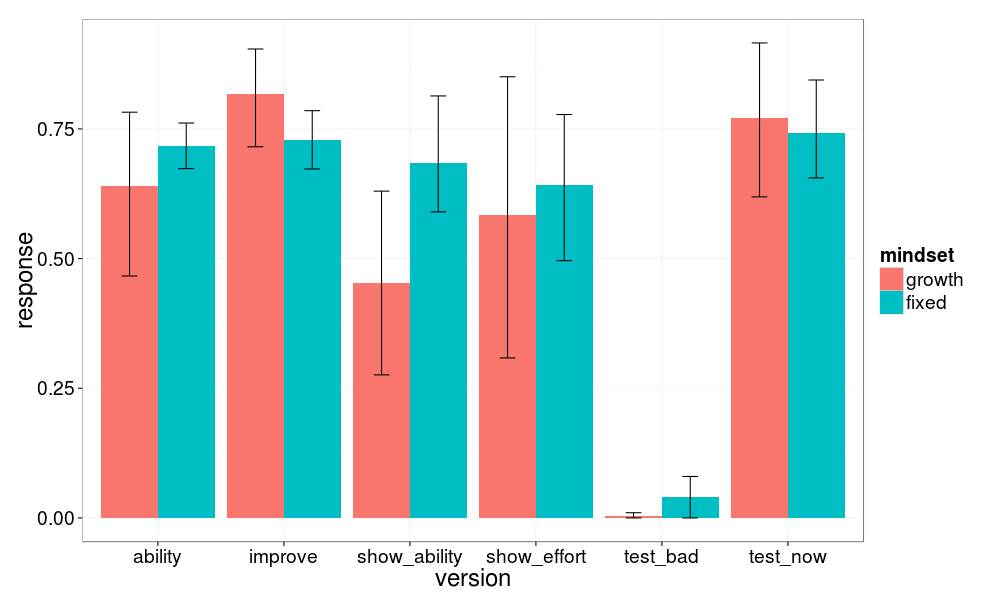 response
0.75
0.50
0.25
0.00
ability improve show_ability show_effort test_bad test_now
version
mindset
growth
fixed